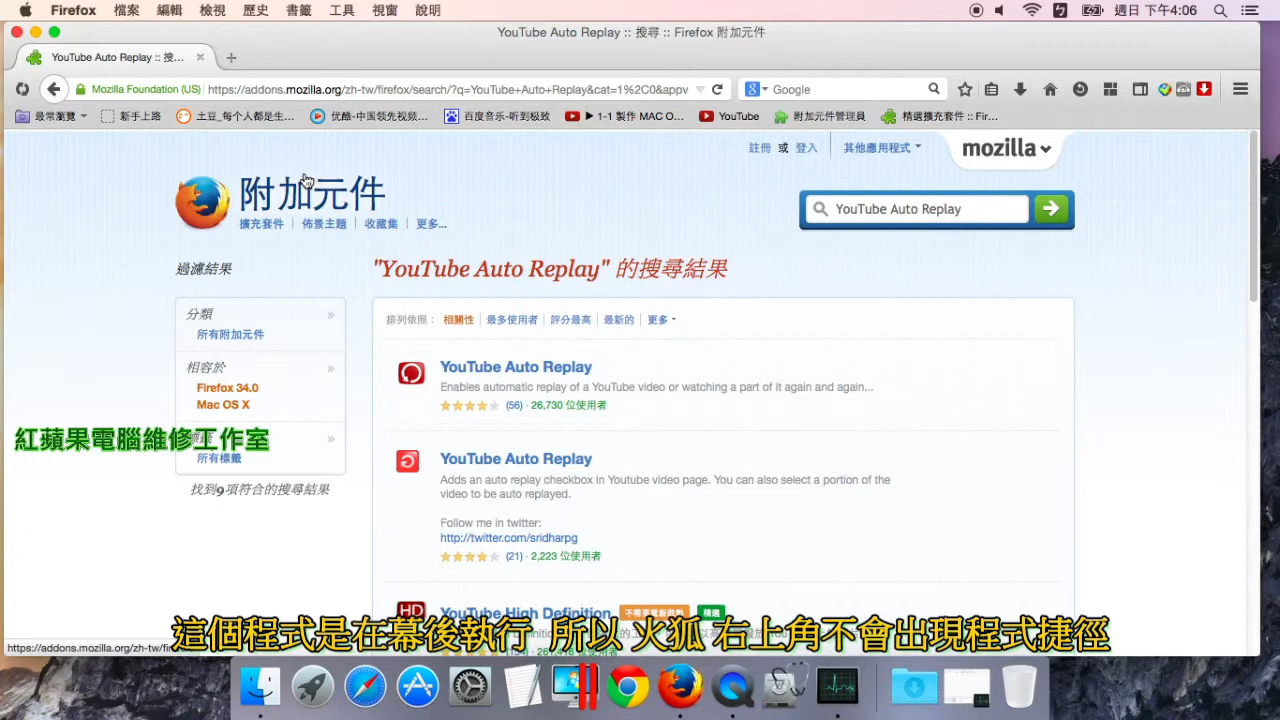 Firefox 檔案 編輯 檢視 歷史 書籤 工具 視窗 說明 週日 下午4:06
YouTube Auto Replay :: 搜尋 :: Firefox 附加元件
YouTube Auto Replay :: 搜...
Mozilla Foundation (US) https://addons.mozilla.org/zh-tw/firefox/search/?q=YouTube+Auto+Replay&cat=1%2C0&appv Google
最常瀏覽 新手上路 土豆_每个人都是生... 优酷-中国领先视频... 百度音乐-听到极致 ▶ 1-1 製作 MAC O... YouTube 附加元件管理員 精選擴充套件 :: Fir...
註冊 或 登入 其他應用程式 mozilla
附加元件
YouTube Auto Replay
擴充套件 佈景主題 收藏集 更多...
過濾結果
"YouTube Auto Replay" 的搜尋結果
分類 »
所有附加元件
相容於 »
Firefox 34.0
Mac OS X
»
所有標籤
找到9項符合的搜尋結果
排列依照： 相關性 最多使用者 評分最高 最新的 更多
YouTube Auto Replay
Enables automatic replay of a YouTube video or watching a part of it again and again...
(56) · 26,730 位使用者
YouTube Auto Replay
Adds an auto replay checkbox in Youtube video page. You can also select a portion of the
video to be auto replayed.
Follow me in twitter:
http://twitter.com/sridharpg
(21) · 2,223 位使用者
HD YouTube High Definition 不需要重新啟動 精選
紅蘋果電腦維修工作室
這個程式是在幕後執行 所以 火狐 右上角不會出現程式捷徑
https://addons.mozilla.org/zh-tw/fire